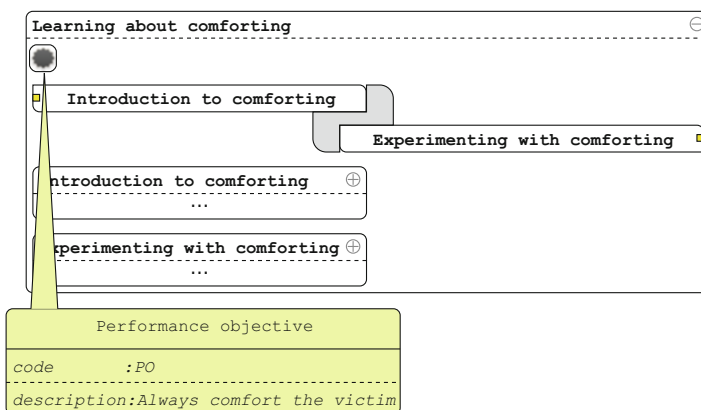 Learning about comforting
Introduction to comforting
Experimenting with comforting
ntroduction to comforting
...
xperimenting with comforting
...
Performance objective
code :PO
description:Always comfort the victim